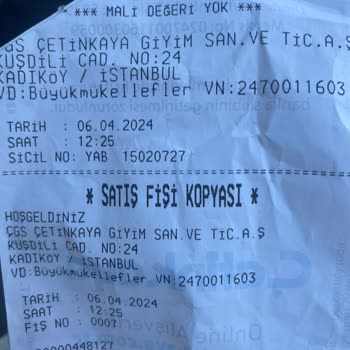 *** MALİ DEĞERİ YOK ***
ÇGS ÇETİNKAYA GİYİM SAN.VE TİC.A.Ş
KUŞDİLİ CAD. NO:24
KADIKÖY / İSTANBUL
VD:Büyükmükellefler VN:2470011603
TARİH : 06.04.2024
SAAT : 12:25
SİCİL NO: YAB 15020727
* SATIŞ FİŞİ KOPYASI *
HOŞGELDİNİZ
ÇGS ÇETİNKAYA GİYİM SAN.VE TİC.A.Ş
KUŞDİLİ CAD. NO:24
KADIKÖY / İSTANBUL
VD:Büyükmükellefler VN:2470011603
TARİH : 06.04.2024
SAAT : 12:25
FİŞ NO : 0007